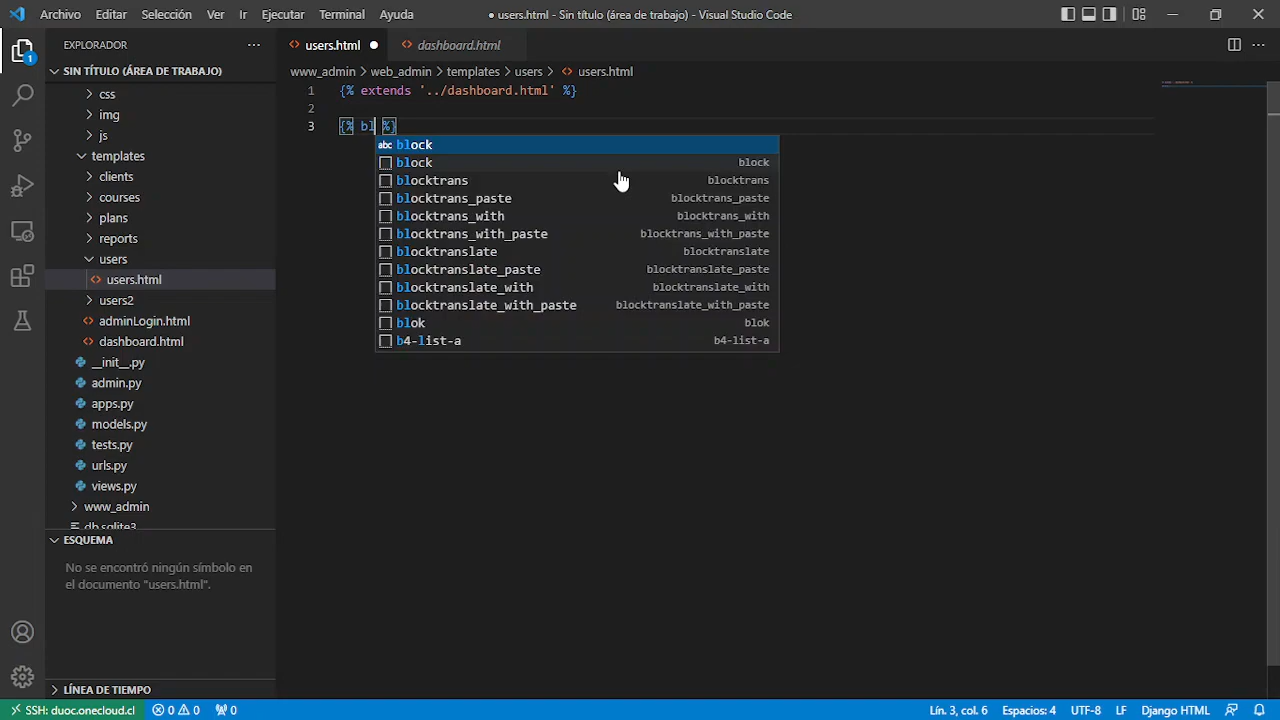 Archivo Editar Selección Ver Ir Ejecutar Terminal Ayuda
● users.html - Sin título (área de trabajo) - Visual Studio Code
EXPLORADOR
1
SIN TÍTULO (ÁREA DE TRABAJO)
css
img
js
templates
clients
courses
plans
reports
users
users.html
users2
adminLogin.html
dashboard.html
__init__.py
admin.py
apps.py
models.py
tests.py
urls.py
views.py
www_admin
db.sqlite3
ESQUEMA
No se encontró ningún símbolo en
el documento "users.html".
LÍNEA DE TIEMPO
users.html dashboard.html
www_admin > web_admin > templates > users > users.html
1 {% extends '../dashboard.html' %}
2
3 {% bl %}
abc block
block block
blocktrans blocktrans
blocktrans_paste blocktrans_paste
blocktrans_with blocktrans_with
blocktrans_with_paste blocktrans_with_paste
blocktranslate blocktranslate
blocktranslate_paste blocktranslate_paste
blocktranslate_with blocktranslate_with
blocktranslate_with_paste blocktranslate_with_paste
blok blok
b4-list-a b4-list-a
SSH: duoc.onecloud.cl 0 0 0 Lín. 3, col. 6 Espacios: 4 UTF-8 LF Django HTML